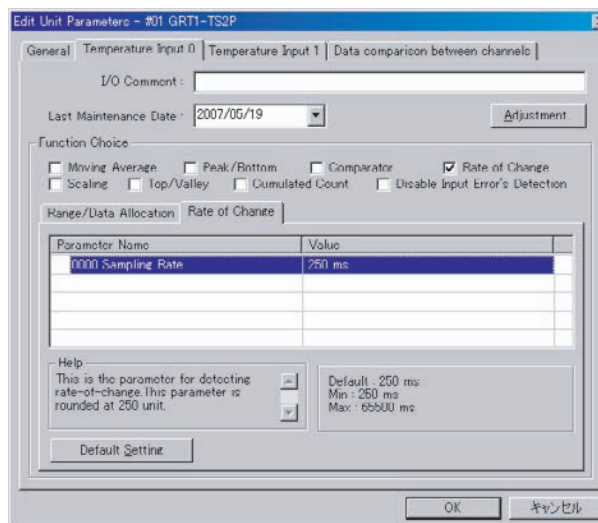 Edit Unit Parameters - #01 GRT1-TS2P
General Temperature Input 0 Temperature Input 1 Data comparison between channels
I/O Comment :
Last Maintenance Date : 2007/05/19 Adjustment
Function Choice
Moving Average Peak/Bottom Comparator Rate of Change
Scaling Top/Valley Cumulated Count Disable Input Error's Detection
Range/Data Allocation Rate of Change
Parameter Name Value
0000 Sampling Rate 250 ms
Help
This is the parameter for detecting
rate-of-change.This parameter is
rounded at 250 unit.
Default : 250 ms
Min : 250 ms
Max : 65500 ms
Default Setting
OK キャンセル